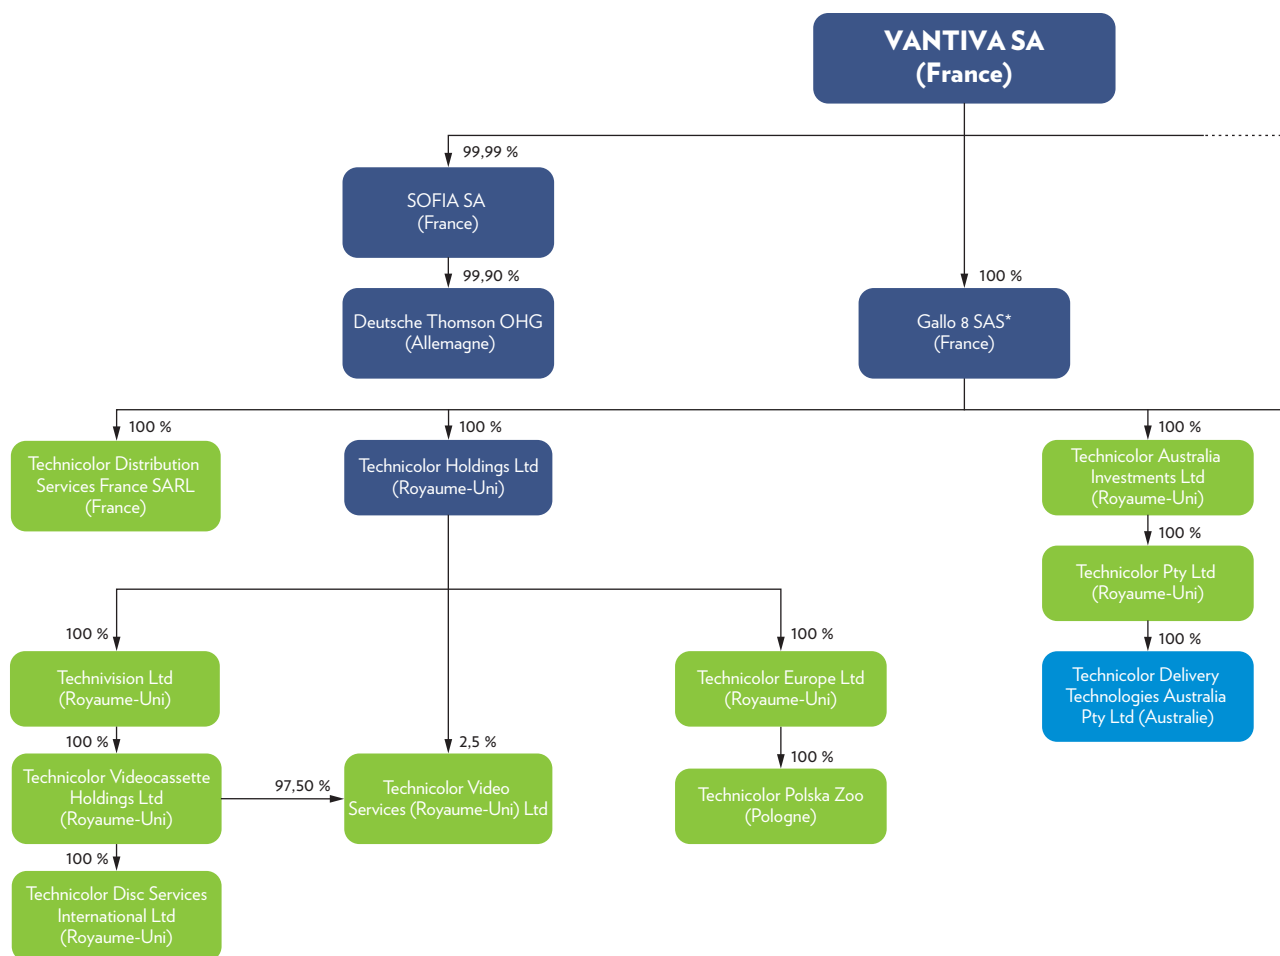 VANTIVA SA
(France)
99,99 %
SOFIA SA
(France)
99,90 %
100 %
Deutsche Thomson OHG
(Allemagne)
Gallo 8 SAS*
(France)
100 %
100 %
100 %
Technicolor Distribution
Services France SARL
(France)
Technicolor Holdings Ltd
(Royaume-Uni)
Technicolor Australia
Investments Ltd
(Royaume-Uni)
100 %
Technicolor Pty Ltd
(Royaume-Uni)
100 %
100 %
100 %
Technivision Ltd
(Royaume-Uni)
Technicolor Europe Ltd
(Royaume-Uni)
Technicolor Delivery
Technologies Australia
Pty Ltd (Australie)
100 %
2,5 %
100 %
Technicolor Videocassette
Holdings Ltd
(Royaume-Uni)
97,50 %
Technicolor Video
Services (Royaume-Uni) Ltd
Technicolor Polska Zoo
(Pologne)
100 %
Technicolor Disc Services
International Ltd
(Royaume-Uni)